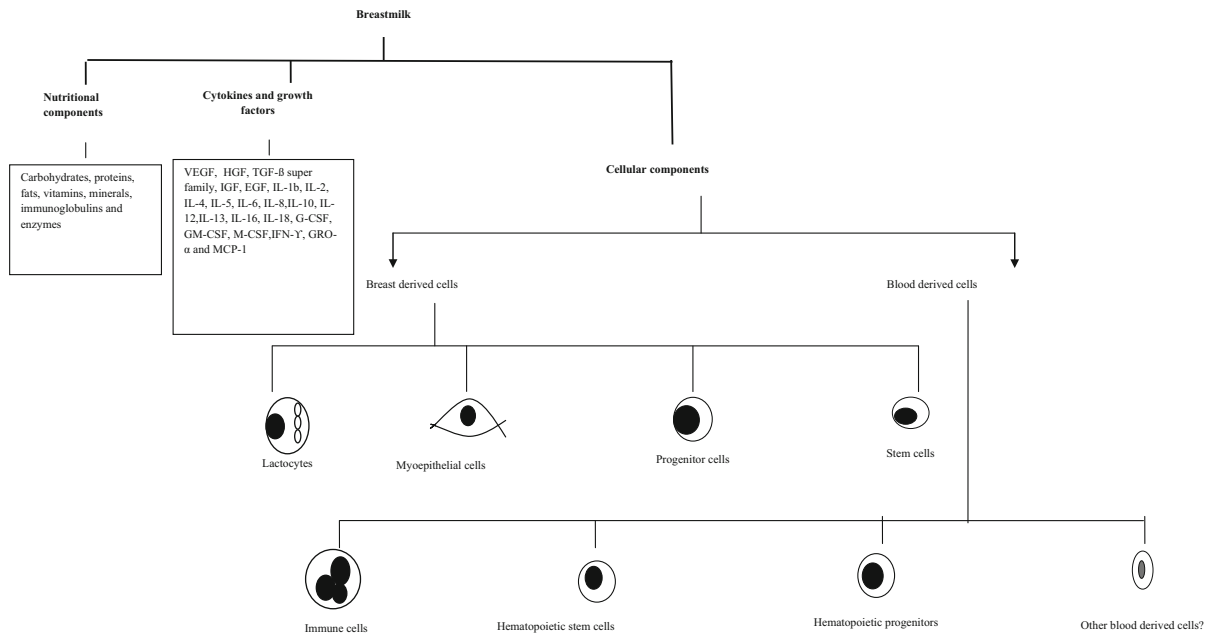 Breastmilk
Nutritional
components
Cytokines and growth
factors
Cellular components
Carbohydrates, proteins,
fats, vitamins, minerals,
immunoglobulins and
enzymes
VEGF, HGF, TGF-ß super
family, IGF, EGF, IL-1b, IL-2,
IL-4, IL-5, IL-6, IL-8,IL-10, IL-
12,IL-13, IL-16, IL-18, G-CSF,
GM-CSF, M-CSF,IFN-ϒ, GRO-
α and MCP-1
Breast derived cells
Blood derived cells
Lactocytes
Myoepithelial cells
Progenitor cells
Stem cells
Immune cells
Hematopoietic stem cells
Hematopoietic progenitors
Other blood derived cells?